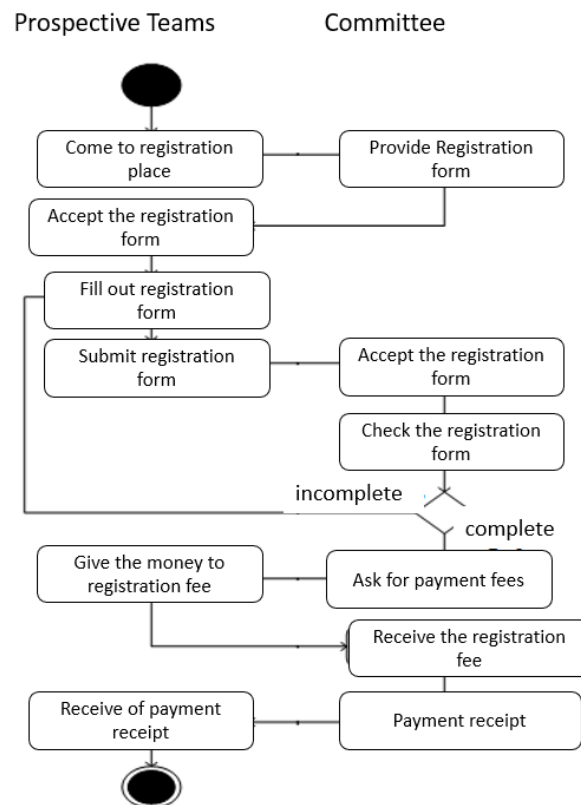 Prospective Teams
Committee
Come to registration
place
Provide Registration
form
Accept the registration
form
Fill out registration
form
Submit registration
form
Accept the registration
form
Check the registration
form
incomplete
complete
Give the money to
registration fee
Ask for payment fees
Receive the registration
fee
Receive of payment
receipt
Payment receipt